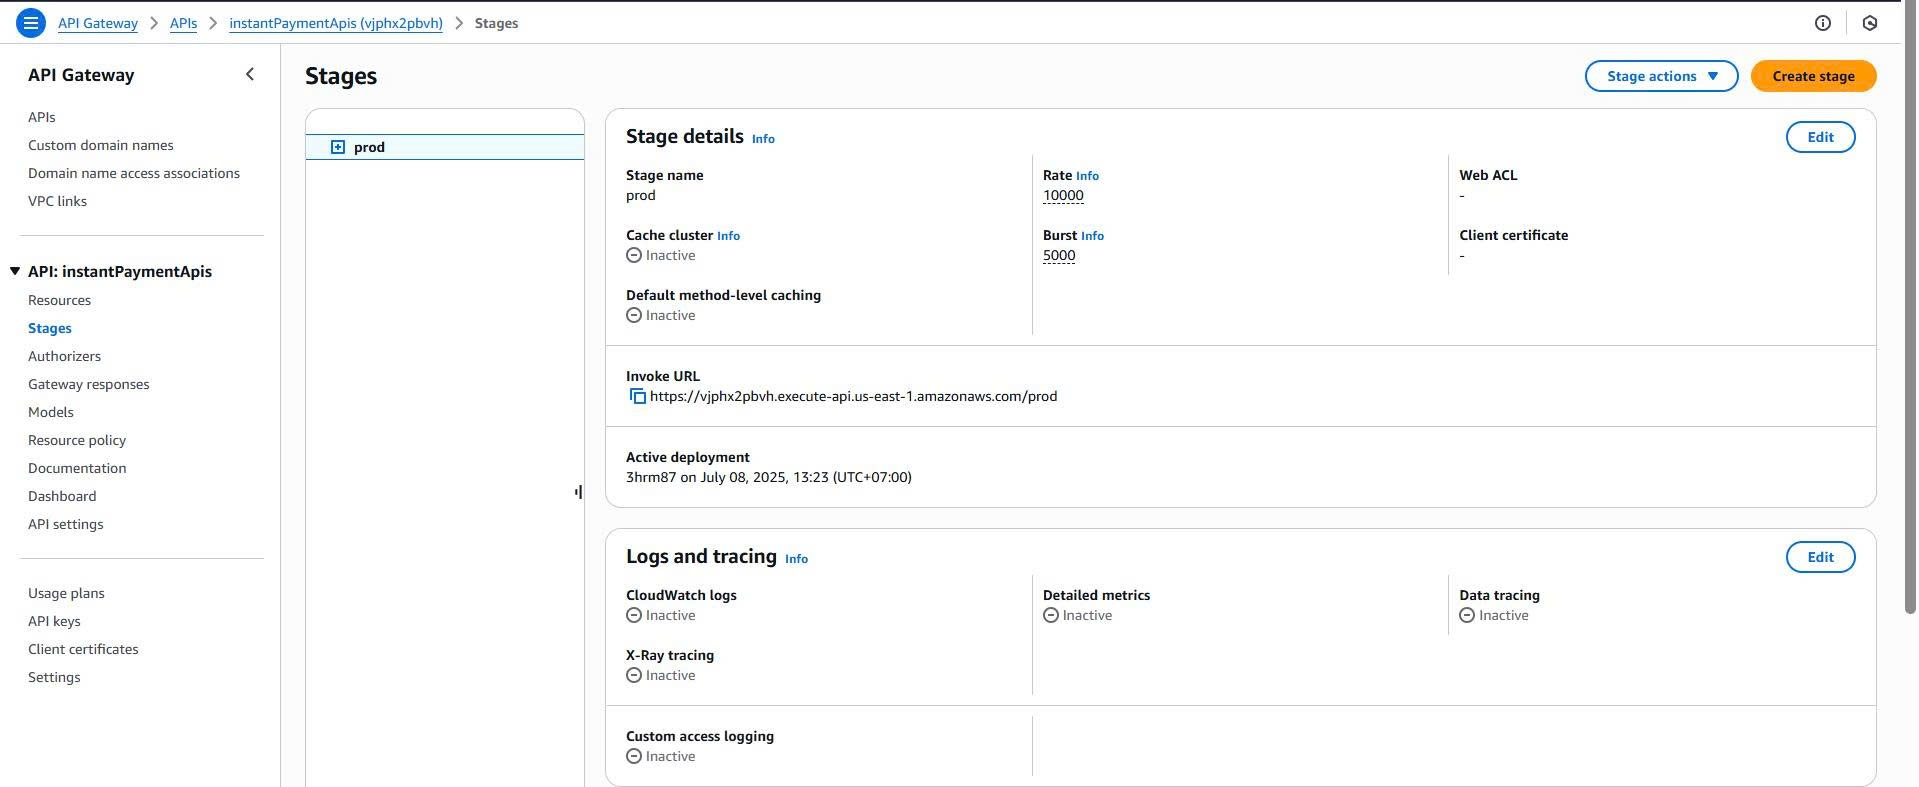 API Gateway > APIs > instantPaymentApis (vjphx2pbvh) > Stages
API Gateway
APIs
Custom domain names
Domain name access associations
VPC links
API: instantPaymentApis
Resources
Stages
Authorizers
Gateway responses
Models
Resource policy
Documentation
Dashboard
API settings
Usage plans
API keys
Client certificates
Settings
Stages
Stage actions
Create stage
prod
Stage details Info
Edit
Stage name
prod
Rate Info
10000
Web ACL
-
Cache cluster Info
Inactive
Burst Info
5000
Client certificate
-
Default method-level caching
Inactive
Invoke URL
https://vjphx2pbvh.execute-api.us-east-1.amazonaws.com/prod
Active deployment
3hrm87 on July 08, 2025, 13:23 (UTC+07:00)
Logs and tracing Info
Edit
CloudWatch logs
Inactive
Detailed metrics
Inactive
Data tracing
Inactive
X-Ray tracing
Inactive
Custom access logging
Inactive